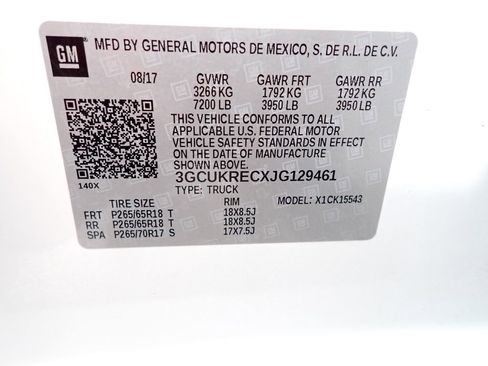 GM
MFD BY GENERAL MOTORS DE MEXICO, S. DE R.L. DE C.V.
08/17 GVWR GAWR FRT GAWR RR
3266 KG 1792 KG 1792 KG
7200 LB 3950 LB 3950 LB
THIS VEHICLE CONFORMS TO ALL
APPLICABLE U.S. FEDERAL MOTOR
VEHICLE SAFETY STANDARDS IN EFFECT
ON THE DATE OF MANUFACTURE
SHOWN ABOVE.
140X 3GCUKRECXJG129461
TYPE: TRUCK MODEL: X1CK15543
TIRE SIZE RIM
FRT P265/65R18 T 18X8.5J
RR P265/65R18 T 18X8.5J
SPA P265/70R17 S 17X7.5J